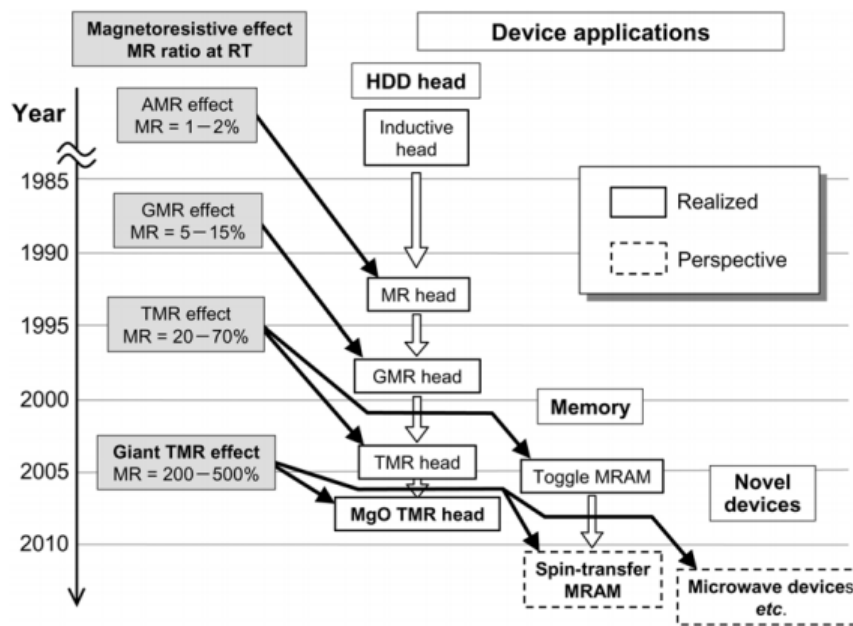 Magnetoresistive effect
MR ratio at RT
Device applications
HDD head
Year
AMR effect
MR = 1－2%
Inductive
head
1985
GMR effect
MR = 5－15%
Realized
Perspective
1990
MR head
TMR effect
MR = 20－70%
1995
GMR head
2000
Memory
Giant TMR effect
MR = 200－500%
TMR head
Toggle MRAM
2005
Novel
devices
MgO TMR head
2010
Spin-transfer
MRAM
Microwave devices
etc.